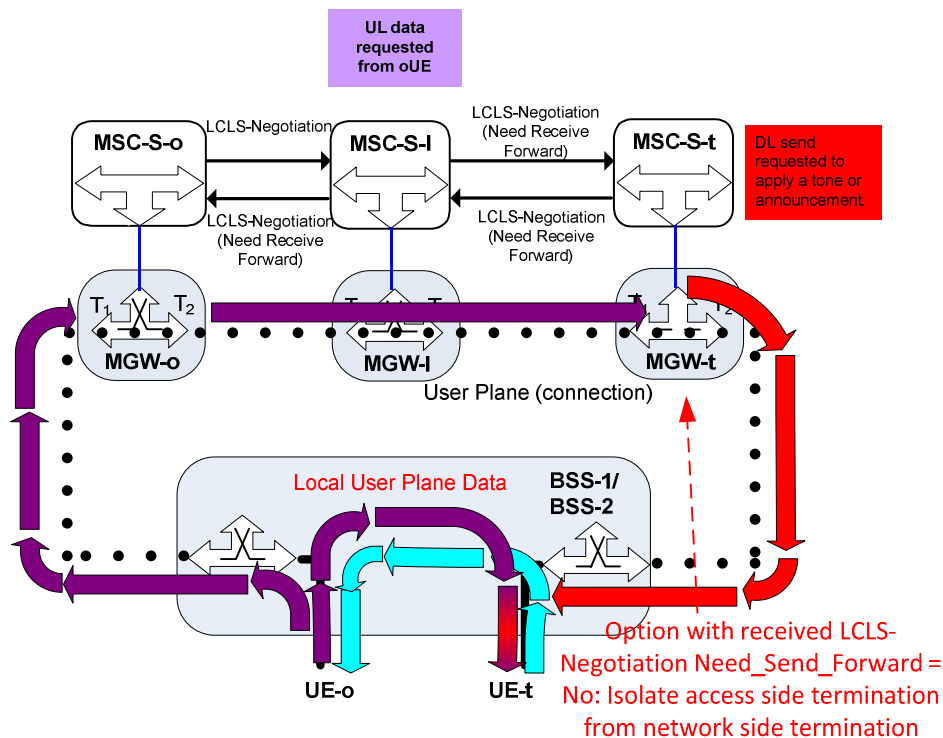 UL data
requested
from oUE
MSC-S-o
LCLS-Negotiation
LCLS-Negotiation
(Need Receive
Forward)
MSC-S-I
LCLS-Negotiation
(Need Receive
Forward)
LCLS-Negotiation
(Need Receive
Forward)
MSC-S-t
DL send
requested to
apply a tone or
announcement.
T1
T2
MGW-o
T
T
MGW-I
T2
MGW-t
User Plane (connection)
Local User Plane Data
BSS-1/
BSS-2
UE-o
UE-t
Option with received LCLS-
Negotiation Need_Send_Forward =
No: Isolate access side termination
from network side termination